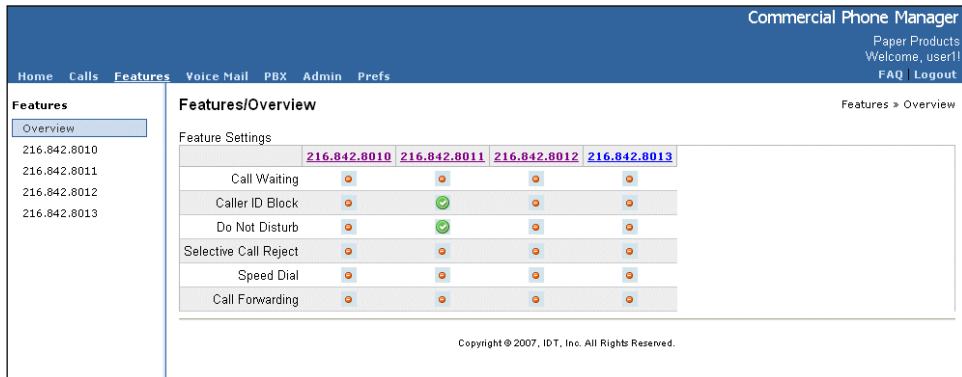 Commercial Phone Manager
Paper Products
Welcome, user1!
Home Calls Features Voice Mail PBX Admin Prefs
FAQ | Logout
Features
Overview
216.842.8010
216.842.8011
216.842.8012
216.842.8013
Features/Overview
Features » Overview
Feature Settings
216.842.8010 216.842.8011 216.842.8012 216.842.8013
Call Waiting
Caller ID Block
Do Not Disturb
Selective Call Reject
Speed Dial
Call Forwarding
Copyright © 2007, IDT, Inc. All Rights Reserved.